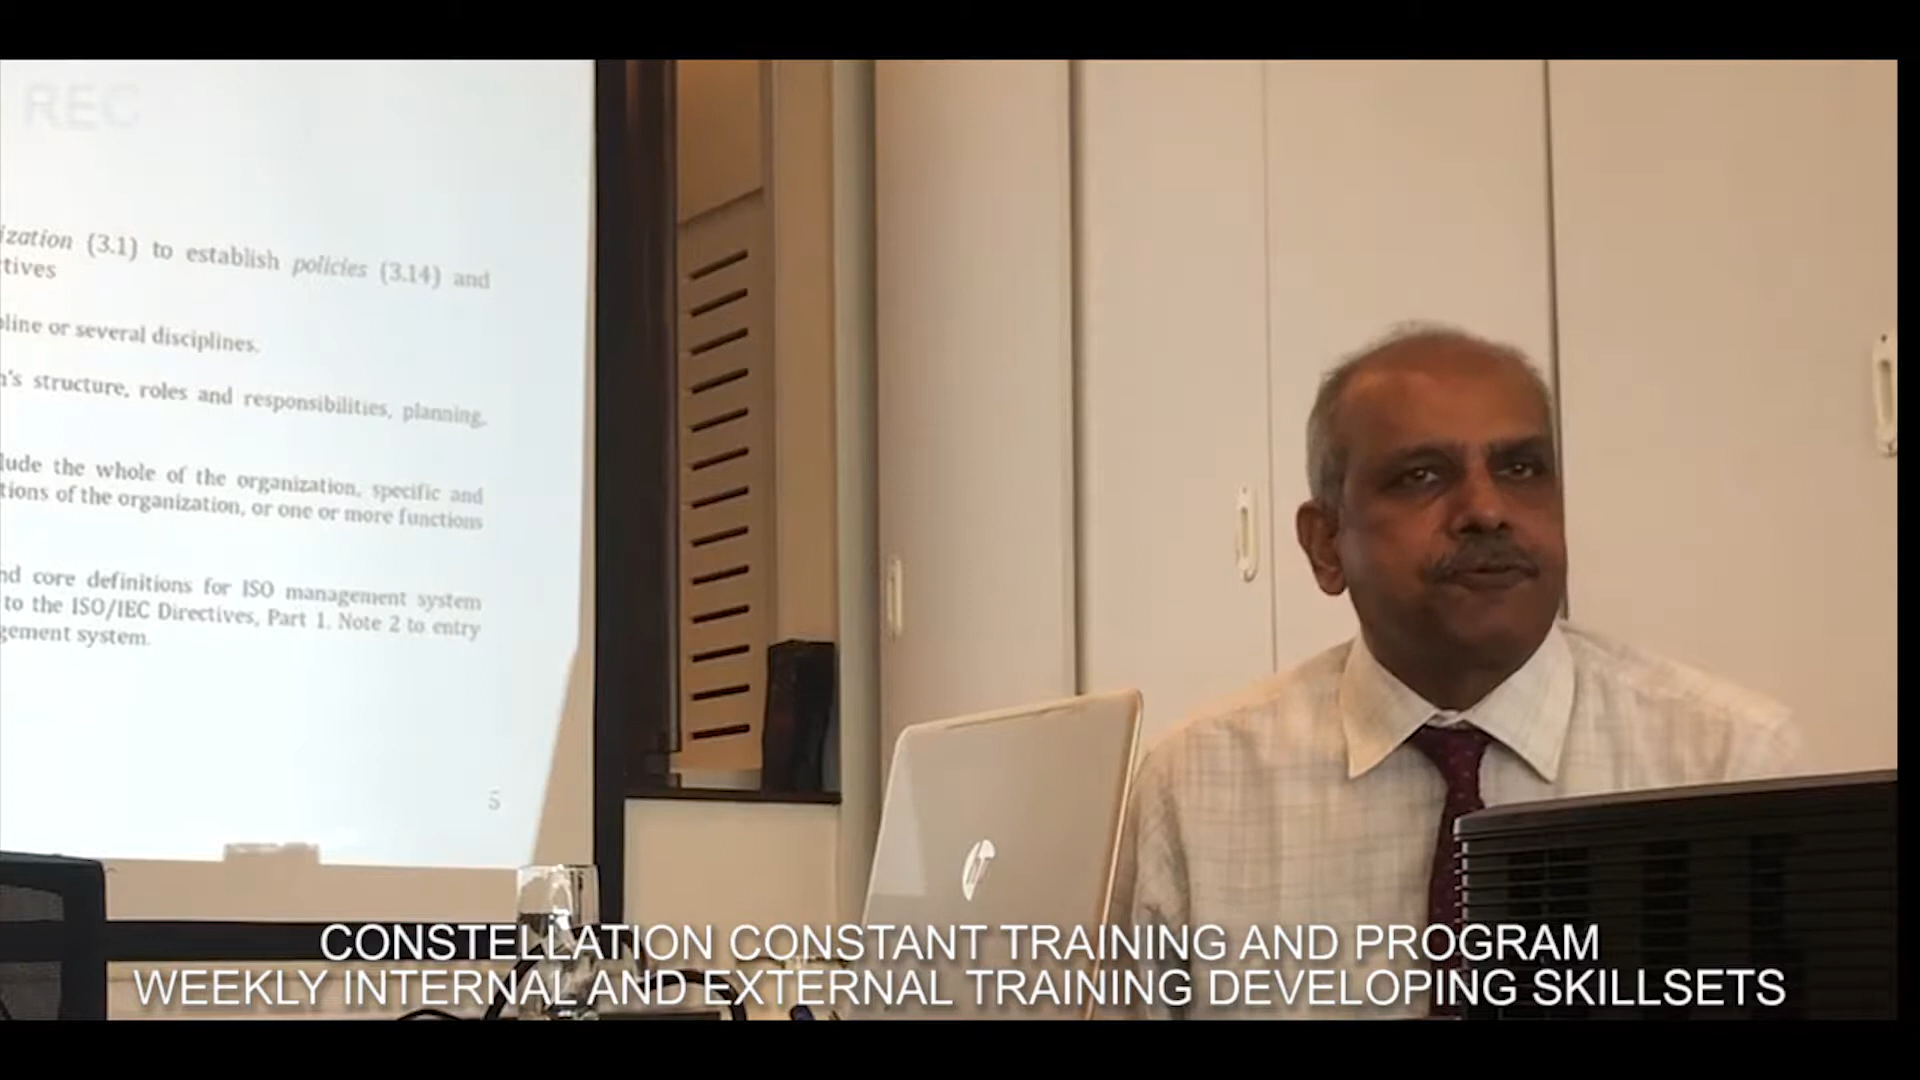 REC
ization (3.1) to establish policies (3.14) and
tives
line or several disciplines.
's structure, roles and responsibilities, planning,
lude the whole of the organization, specific and
tions of the organization, or one or more functions
nd core definitions for ISO management system
to the ISO/IEC Directives, Part 1. Note 2 to entry
gement system.
5
hp
CONSTELLATION CONSTANT TRAINING AND PROGRAM
WEEKLY INTERNAL AND EXTERNAL TRAINING DEVELOPING SKILLSETS